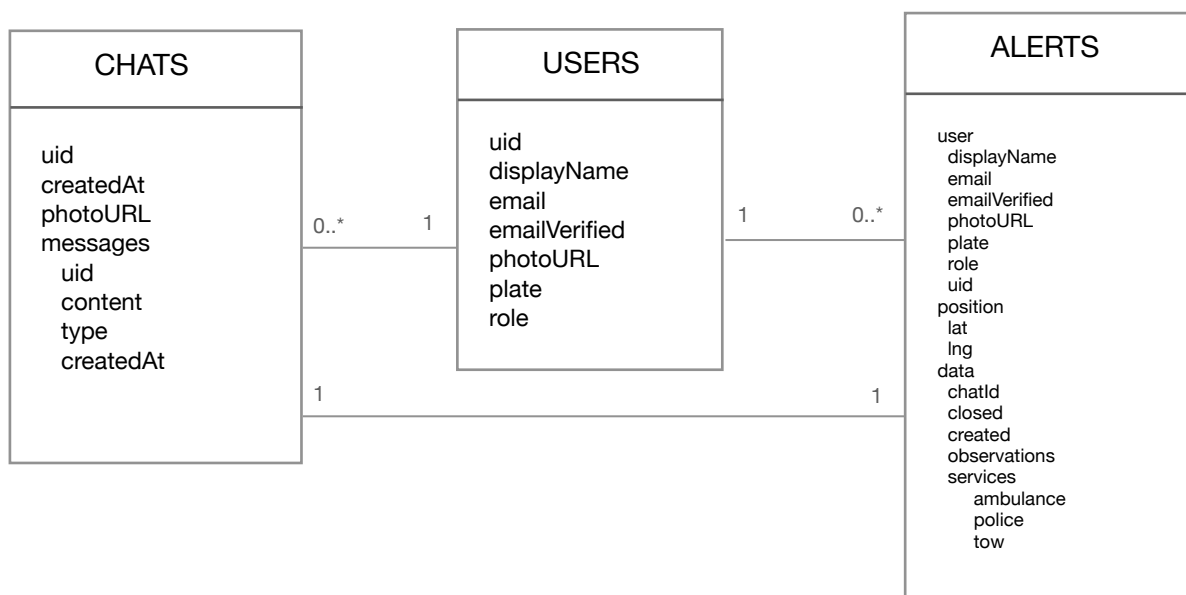 CHATS
uid
createdAt
photoURL
messages
uid
content
type
createdAt
0..*
1
USERS
uid
displayName
email
emailVerified
photoURL
plate
role
1
0..*
1
1
ALERTS
user
displayName
email
emailVerified
photoURL
plate
role
uid
position
lat
lng
data
chatId
closed
created
observations
services
ambulance
police
tow